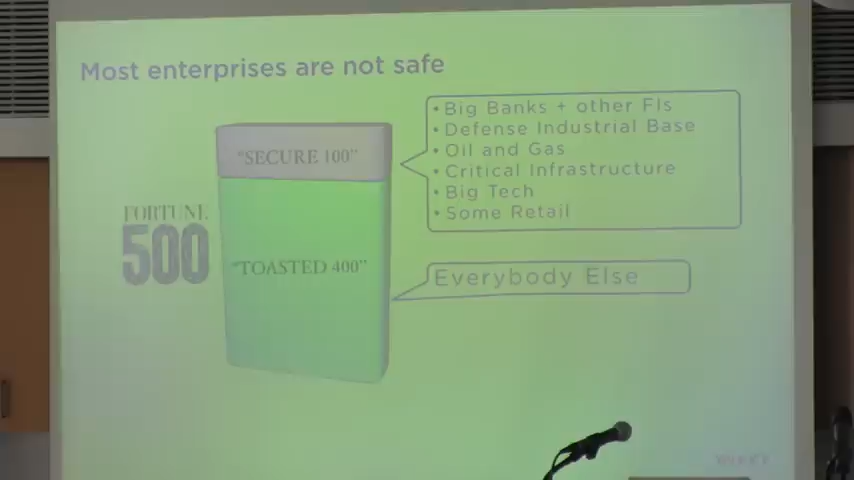 Most enterprises are not safe
"SECURE 100"
• Big Banks + other FIs
• Defense Industrial Base
• Oil and Gas
• Critical Infrastructure
• Big Tech
• Some Retail
FORTUNE
500
"TOASTED 400"
Everybody Else